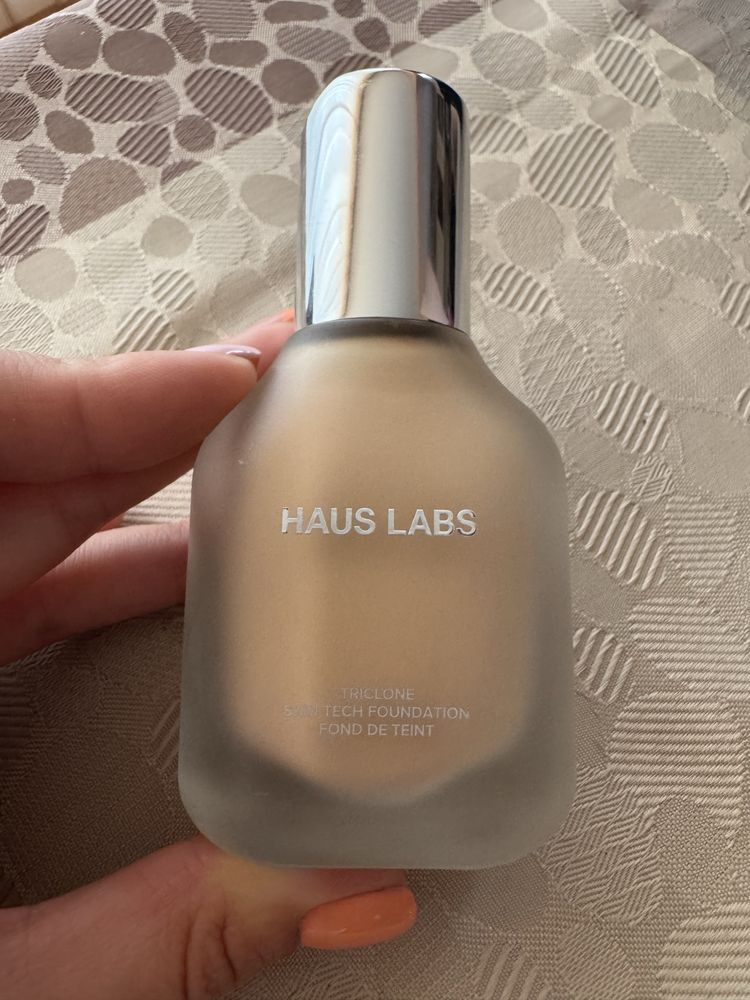 HAUS LABS
TRICLONE
SKIN TECH FOUNDATION
FOND DE TEINT